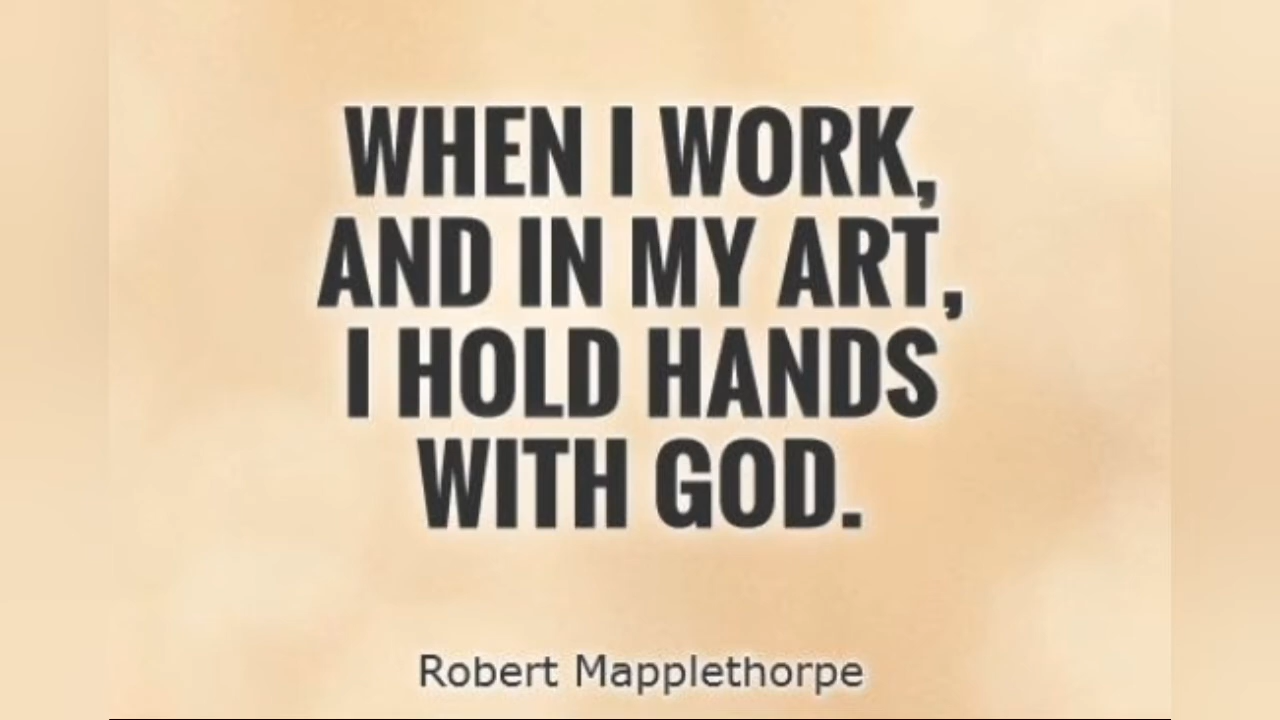 WHEN I WORK,
AND IN MY ART,
I HOLD HANDS
WITH GOD.
Robert Mapplethorpe